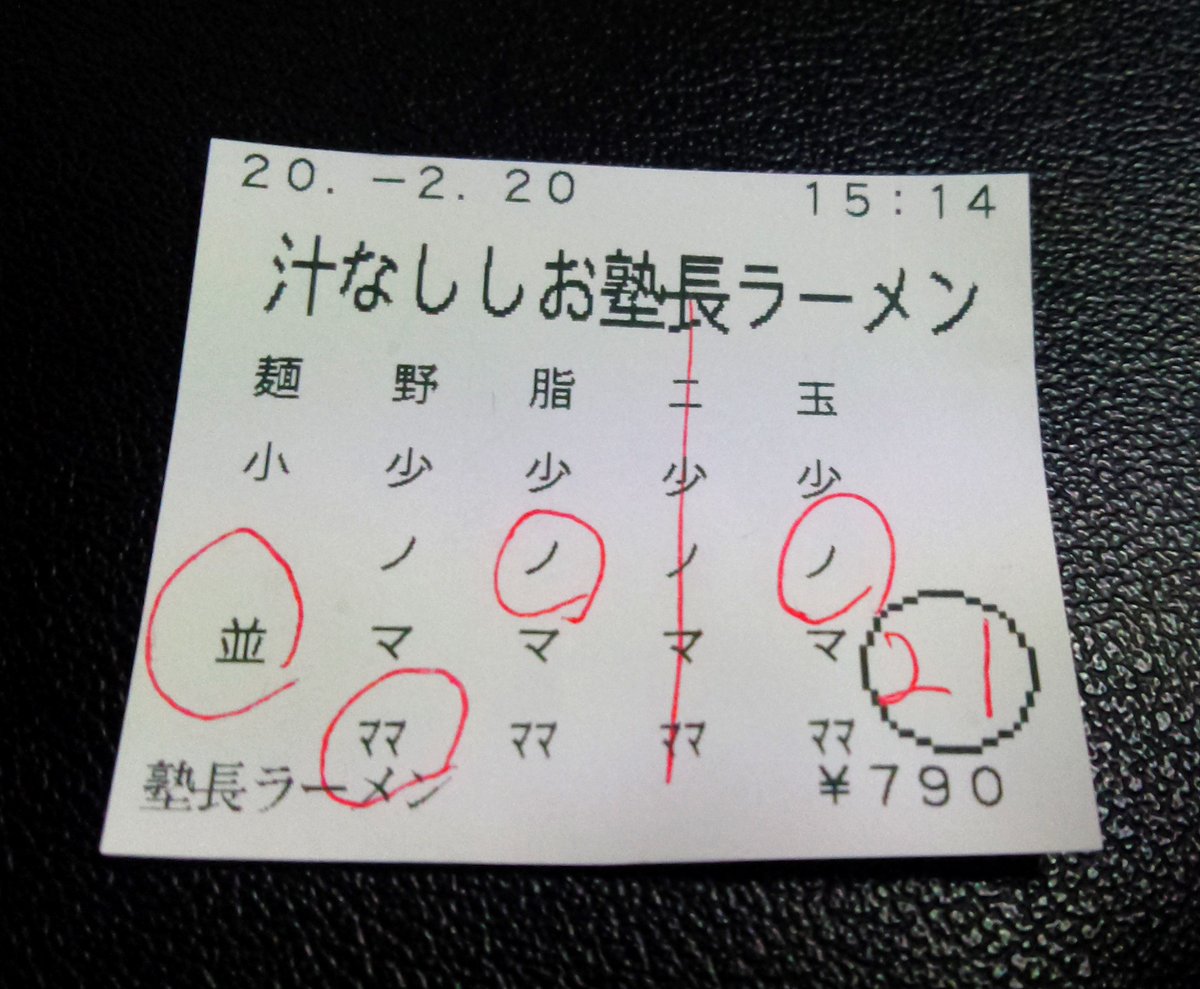 20.-2.20 15:14
汁なししお塾長ラーメン
麺 野 脂 ニ 玉
小 少 少 少 少
ノ ノ ノ ノ
並 マ マ マ マ 21
ママ ママ ママ ママ
塾長ラーメン ¥790